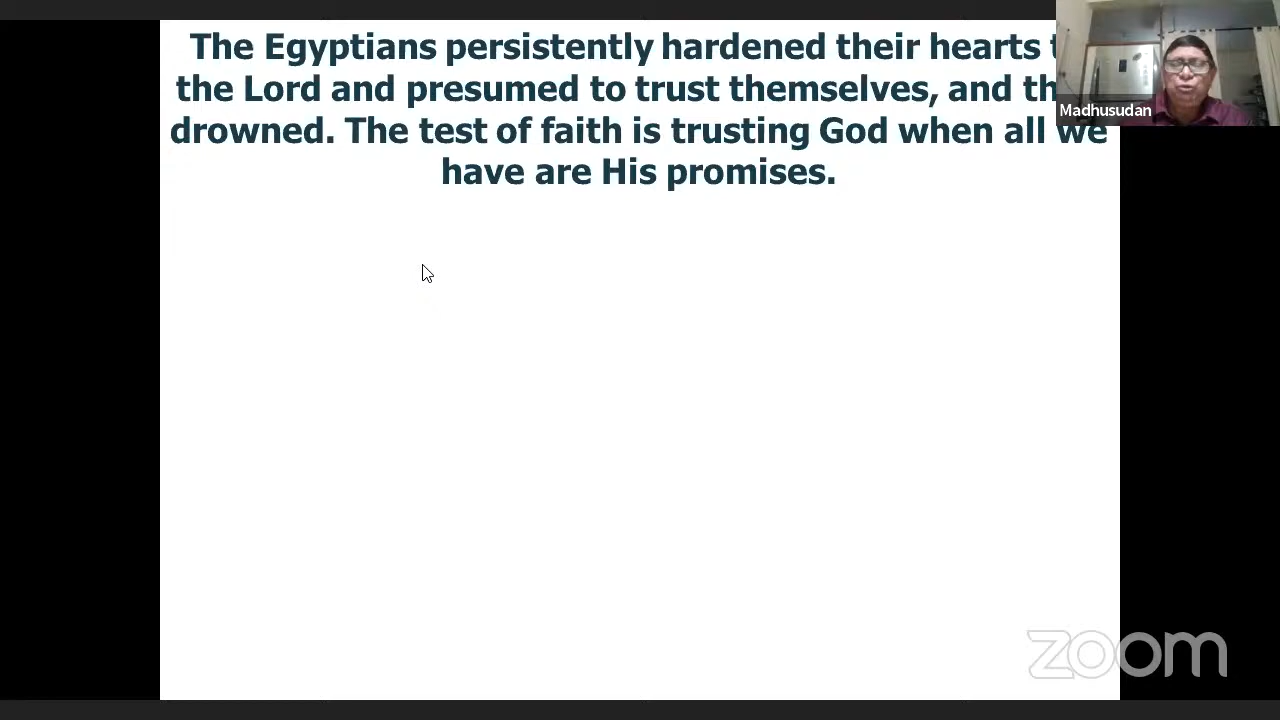 The Egyptians persistently hardened their hearts
the Lord and presumed to trust themselves, and
drowned. The test of faith is trusting God when all we
have are His promises.
Madhusudan
zoom